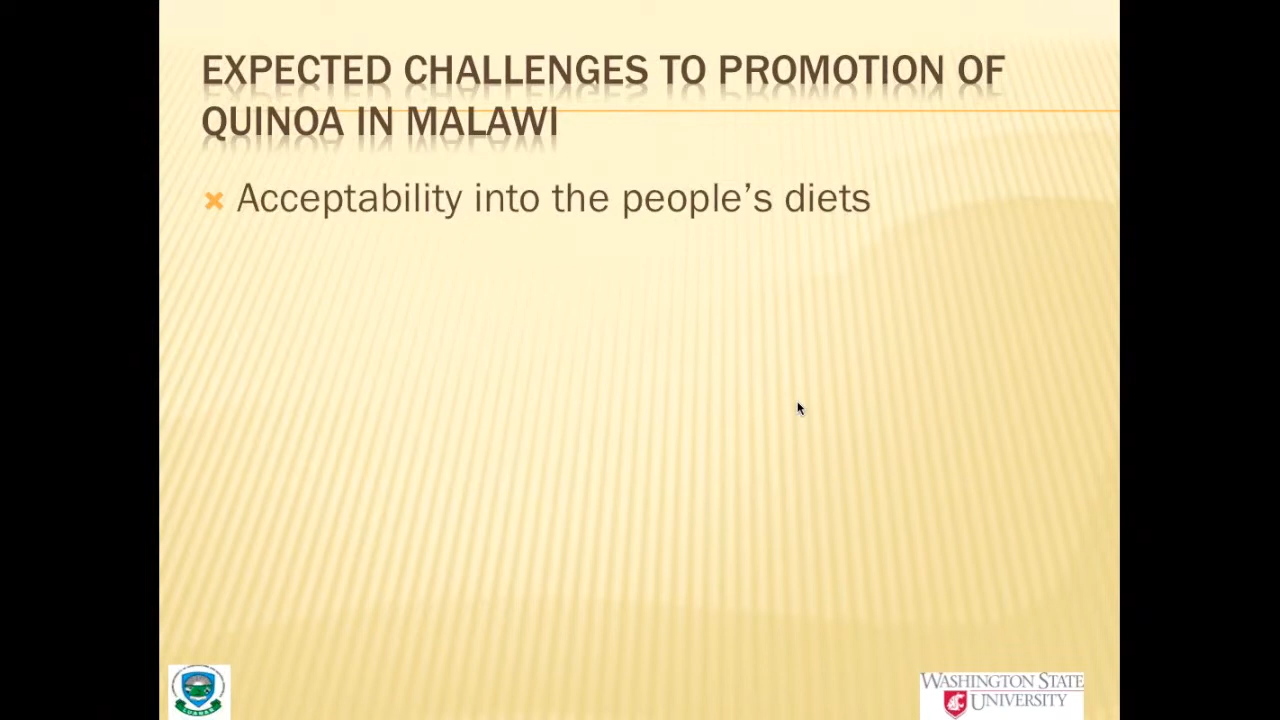 EXPECTED CHALLENGES TO PROMOTION OF
QUINOA IN MALAWI
Acceptability into the people's diets
WASHINGTON STATE
UNIVERSITY